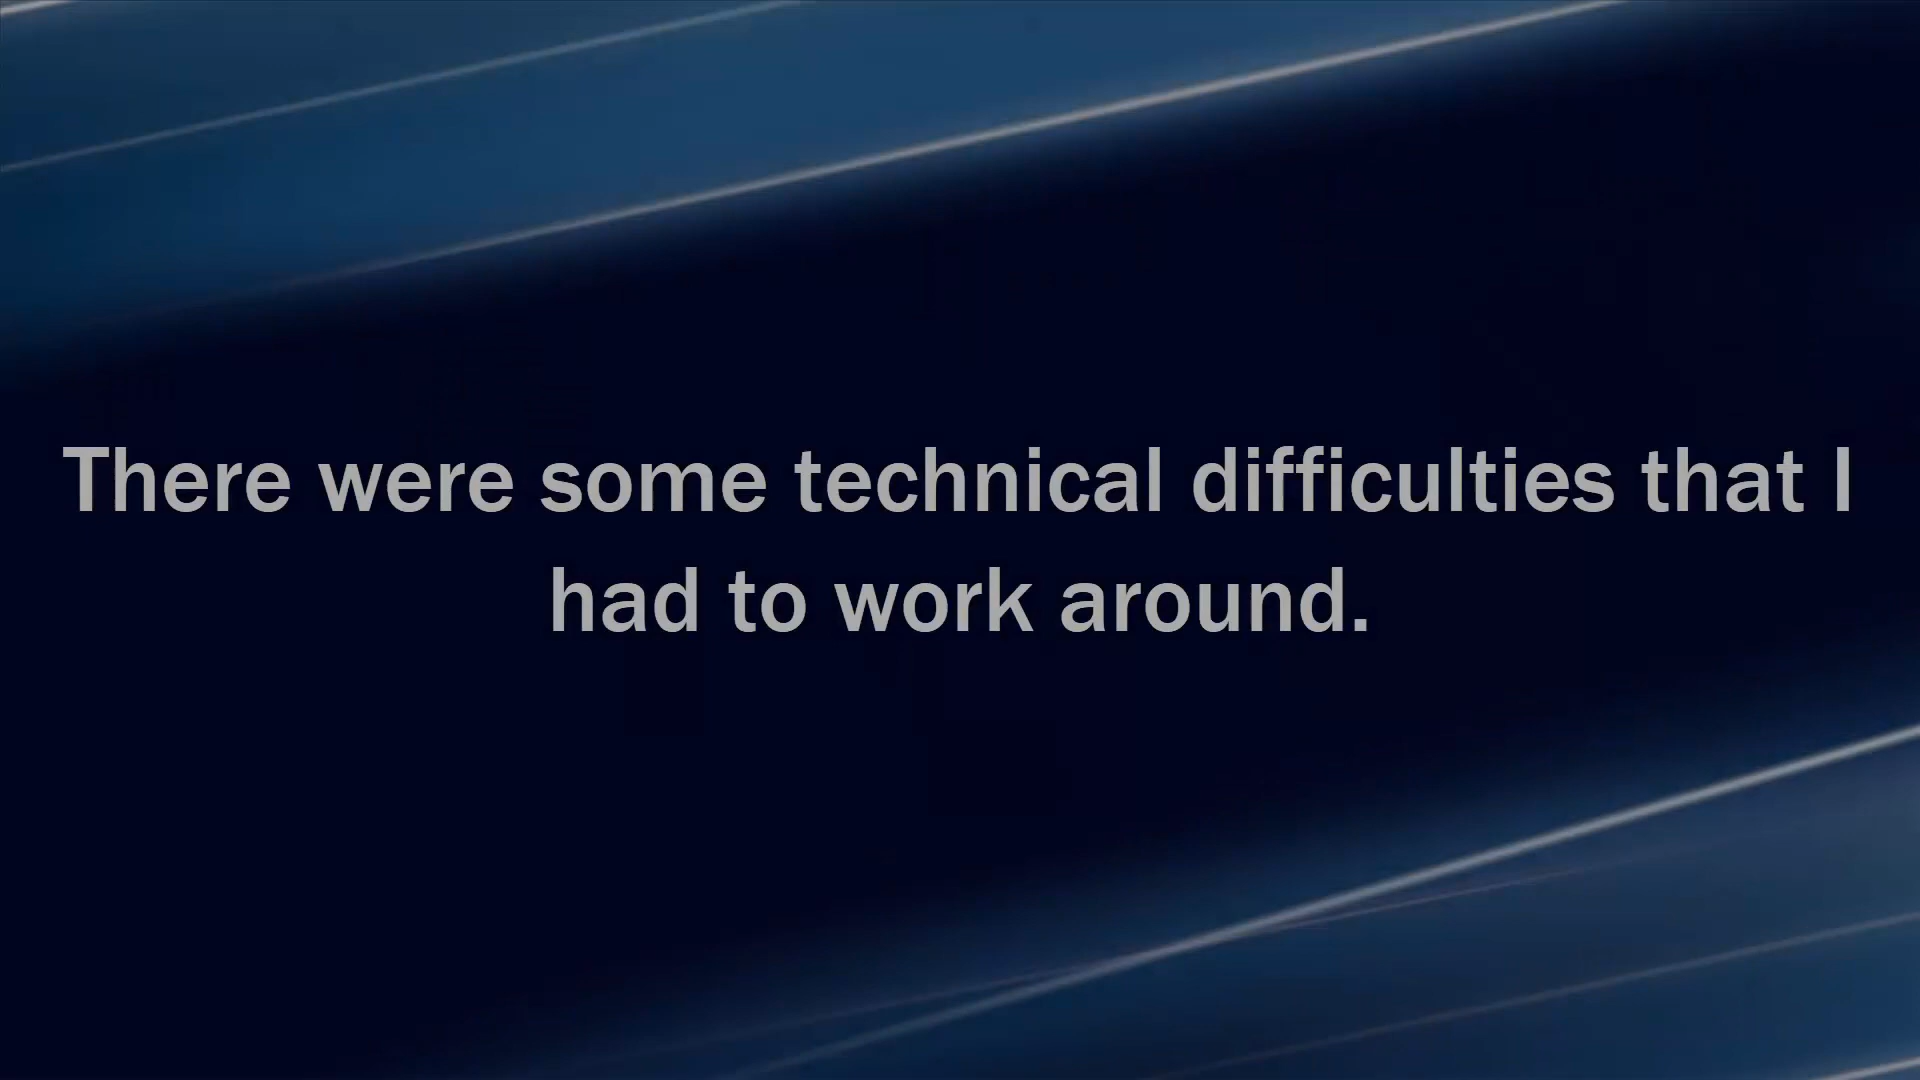 There were some technical difficulties that I
had to work around.